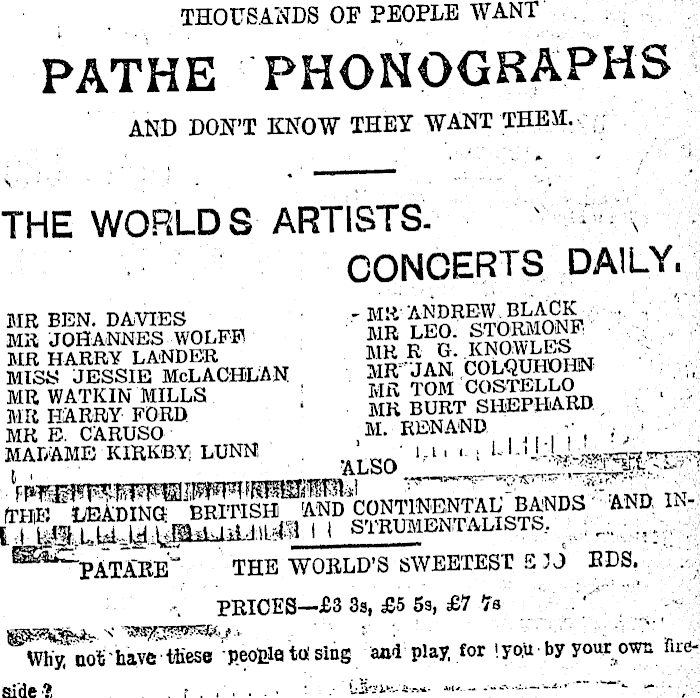 THOUSANDS OF PEOPLE WANT
PATHE PHONOGRAPHS
AND DON'T KNOW THEY WANT THEM.
THE WORLDS ARTISTS.
CONCERTS DAILY.
MR BEN. DAVIES
MR JOHANNES WOLFF
MR HARRY LANDER
MISS JESSIE McLACHLAN
MR WATKIN MILLS
MR HARRY FORD
MR E. CARUSO
MADAME KIRKBY LUNN
MR ANDREW BLACK
MR LEO. STORMONF
MR R G. KNOWLES
MR JAN COLQUHOHN
MR TOM COSTELLO
MR BURT SHEPHARD
M. RENAND
ALSO
THE LEADING BRITISH AND CONTINENTAL BANDS AND IN-
STRUMENTALISTS.
PATARE THE WORLD'S SWEETEST
PRICES—£3 3s, £5 5s, £7 7s
Why not have these people to sing and play for you by your own fire-
side?